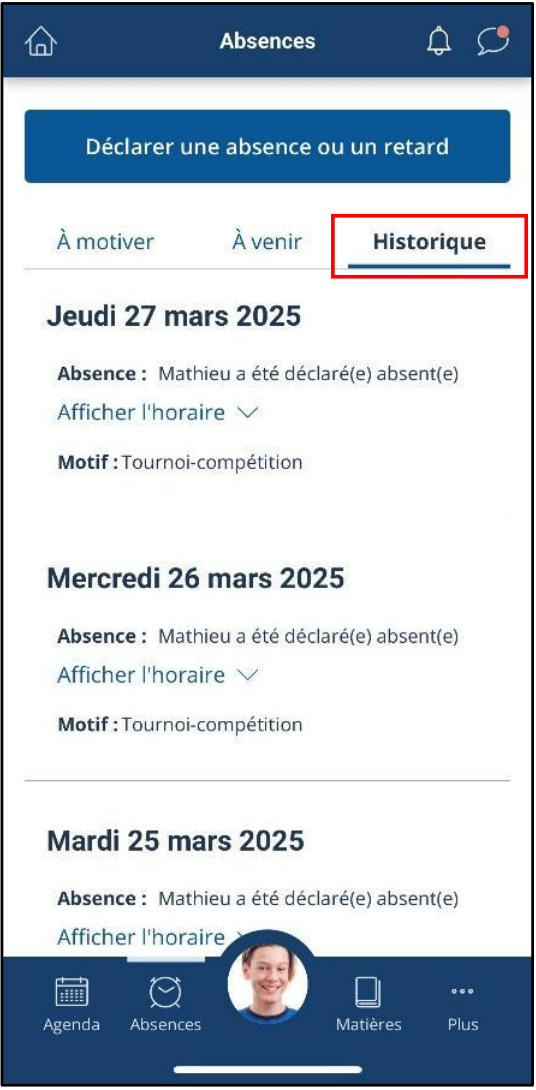 Absences
Déclarer une absence ou un retard
À motiver À venir Historique
Jeudi 27 mars 2025
Absence : Mathieu a été déclaré(e) absent(e)
Afficher l'horaire
Motif : Tournoi-compétition
Mercredi 26 mars 2025
Absence : Mathieu a été déclaré(e) absent(e)
Afficher l'horaire
Motif : Tournoi-compétition
Mardi 25 mars 2025
Absence : Mathieu a été déclaré(e) absent(e)
Afficher l'horaire
Agenda Absences Matières Plus